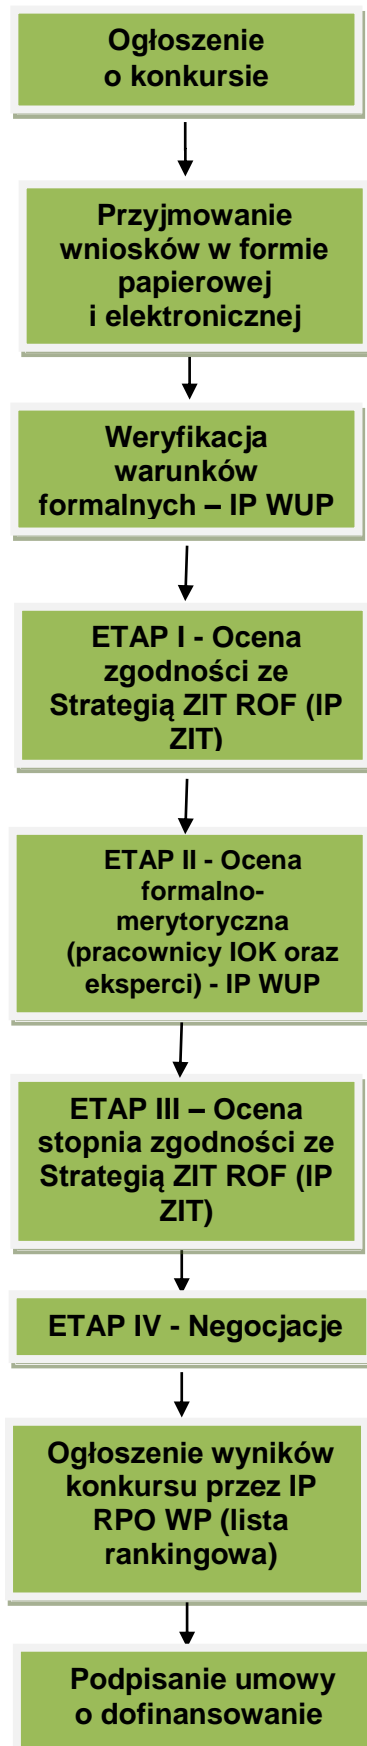 Ogłoszenie
o konkursie
Przyjmowanie
wniosków w formie
papierowej
i elektronicznej
Weryfikacja
warunków
formalnych – IP WUP
ETAP I - Ocena
zgodności ze
Strategią ZIT ROF (IP
ZIT)
ETAP II - Ocena
formalno-
merytoryczna
(pracownicy IOK oraz
eksperci) - IP WUP
ETAP III – Ocena
stopnia zgodności ze
Strategią ZIT ROF (IP
ZIT)
ETAP IV - Negocjacje
Ogłoszenie wyników
konkursu przez IP
RPO WP (lista
rankingowa)
Podpisanie umowy
o dofinansowanie